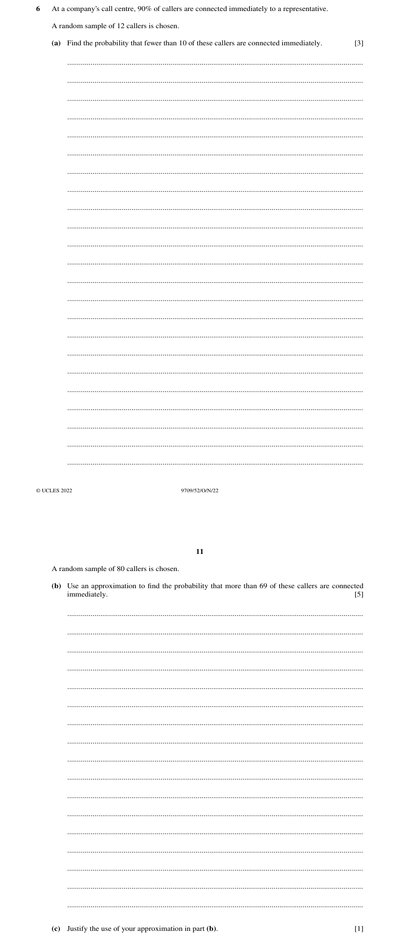 6 At a company's call centre, 90% of callers are connected immediately to a representative.
A random sample of 12 callers is chosen.
(a) Find the probability that fewer than 10 of these callers are connected immediately. [3]
© UCLES 2022 9709/52/O/N/22
11
A random sample of 80 callers is chosen.
(b) Use an approximation to find the probability that more than 69 of these callers are connected
immediately. [5]
(c) Justify the use of your approximation in part (b). [1]